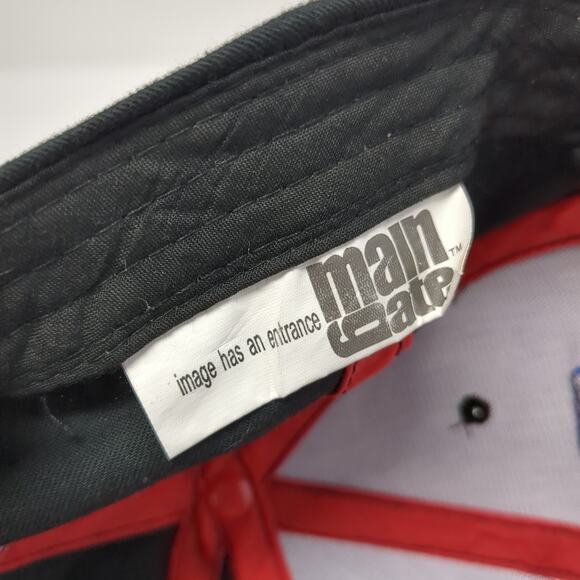 image has an entrance
main
gate
TM